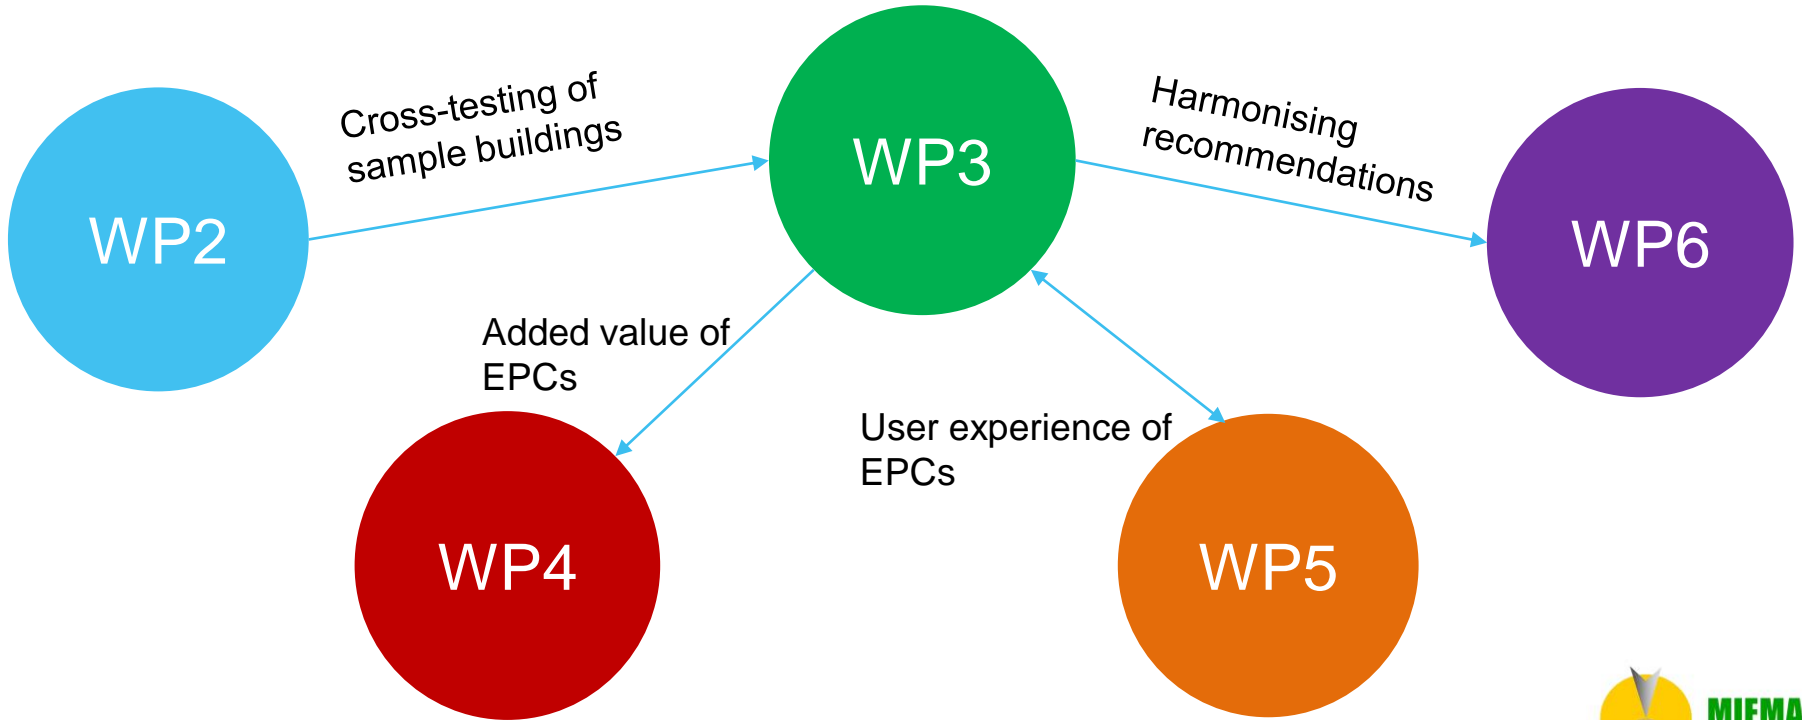 Cross-testing of
sample buildings
Harmonising
recommendations
WP3
WP2
WP6
Added value of
EPCs
User experience of
EPCs
WP4
WP5
MIEMA